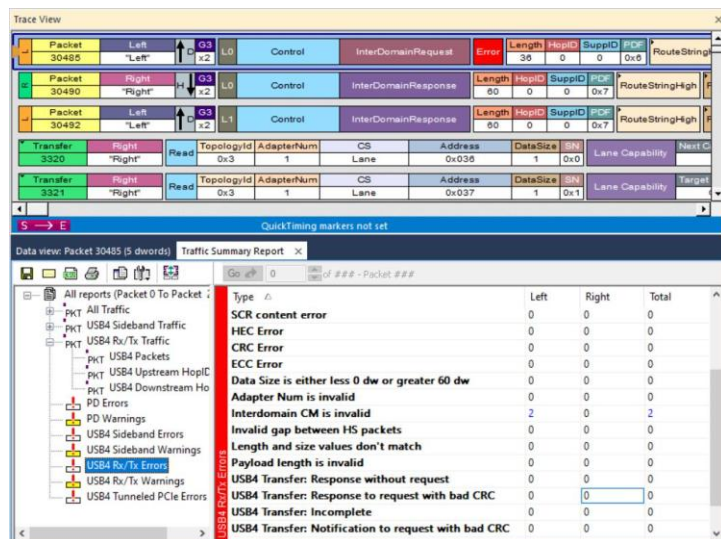 Trace View
Packet Left D G3 L0 Control InterDomainRequest Error Length HopID SuppID PDF RouteString
30485 "Left" x2 36 0 0 0x6
Packet Right H G3 L0 Control InterDomainResponse Length HopID SuppID PDF RouteStringHigh
30490 "Right" x2 60 0 0 0x7
Packet Left D G3 L1 Control InterDomainResponse Length HopID SuppID PDF RouteStringHigh
30492 "Left" x2 60 0 0 0x7
Transfer Right Read TopologyId AdapterNum CS Address DataSize SN Lane Capability
3320 "Right" 0x3 1 Lane 0x036 1 0x0
Transfer Right Read TopologyId AdapterNum CS Address DataSize SN Lane Capability Target
3321 "Right" 0x3 1 Lane 0x037 1 0x1
S → E QuickTiming markers not set
Data view: Packet 30485 (5 dwords) Traffic Summary Report
Go 0 of ### - Packet ###
All reports (Packet 0 To Packet
PKT All Traffic
PKT USB4 Sideband Traffic
PKT USB4 Rx/Tx Traffic
PKT USB4 Packets
PKT USB4 Upstream HopID
PKT USB4 Downstream Ho
PD Errors
PD Warnings
USB4 Sideband Errors
USB4 Sideband Warnings
USB4 Rx/Tx Errors
USB4 Rx/Tx Warnings
USB4 Tunneled PCIe Errors
USB4 Rx/Tx Errors
Type Left Right Total
SCR content error 0 0 0
HEC Error 0 0 0
CRC Error 0 0 0
ECC Error 0 0 0
Data Size is either less 0 dw or greater 60 dw 0 0 0
Adapter Num is invalid 0 0 0
Interdomain CM is invalid 2 0 2
Invalid gap between HS packets 0 0 0
Length and size values don't match 0 0 0
Payload length is invalid 0 0 0
USB4 Transfer: Response without request 0 0 0
USB4 Transfer: Response to request with bad CRC 0 0 0
USB4 Transfer: Incomplete 0 0 0
USB4 Transfer: Notification to request with bad CRC 0 0 0